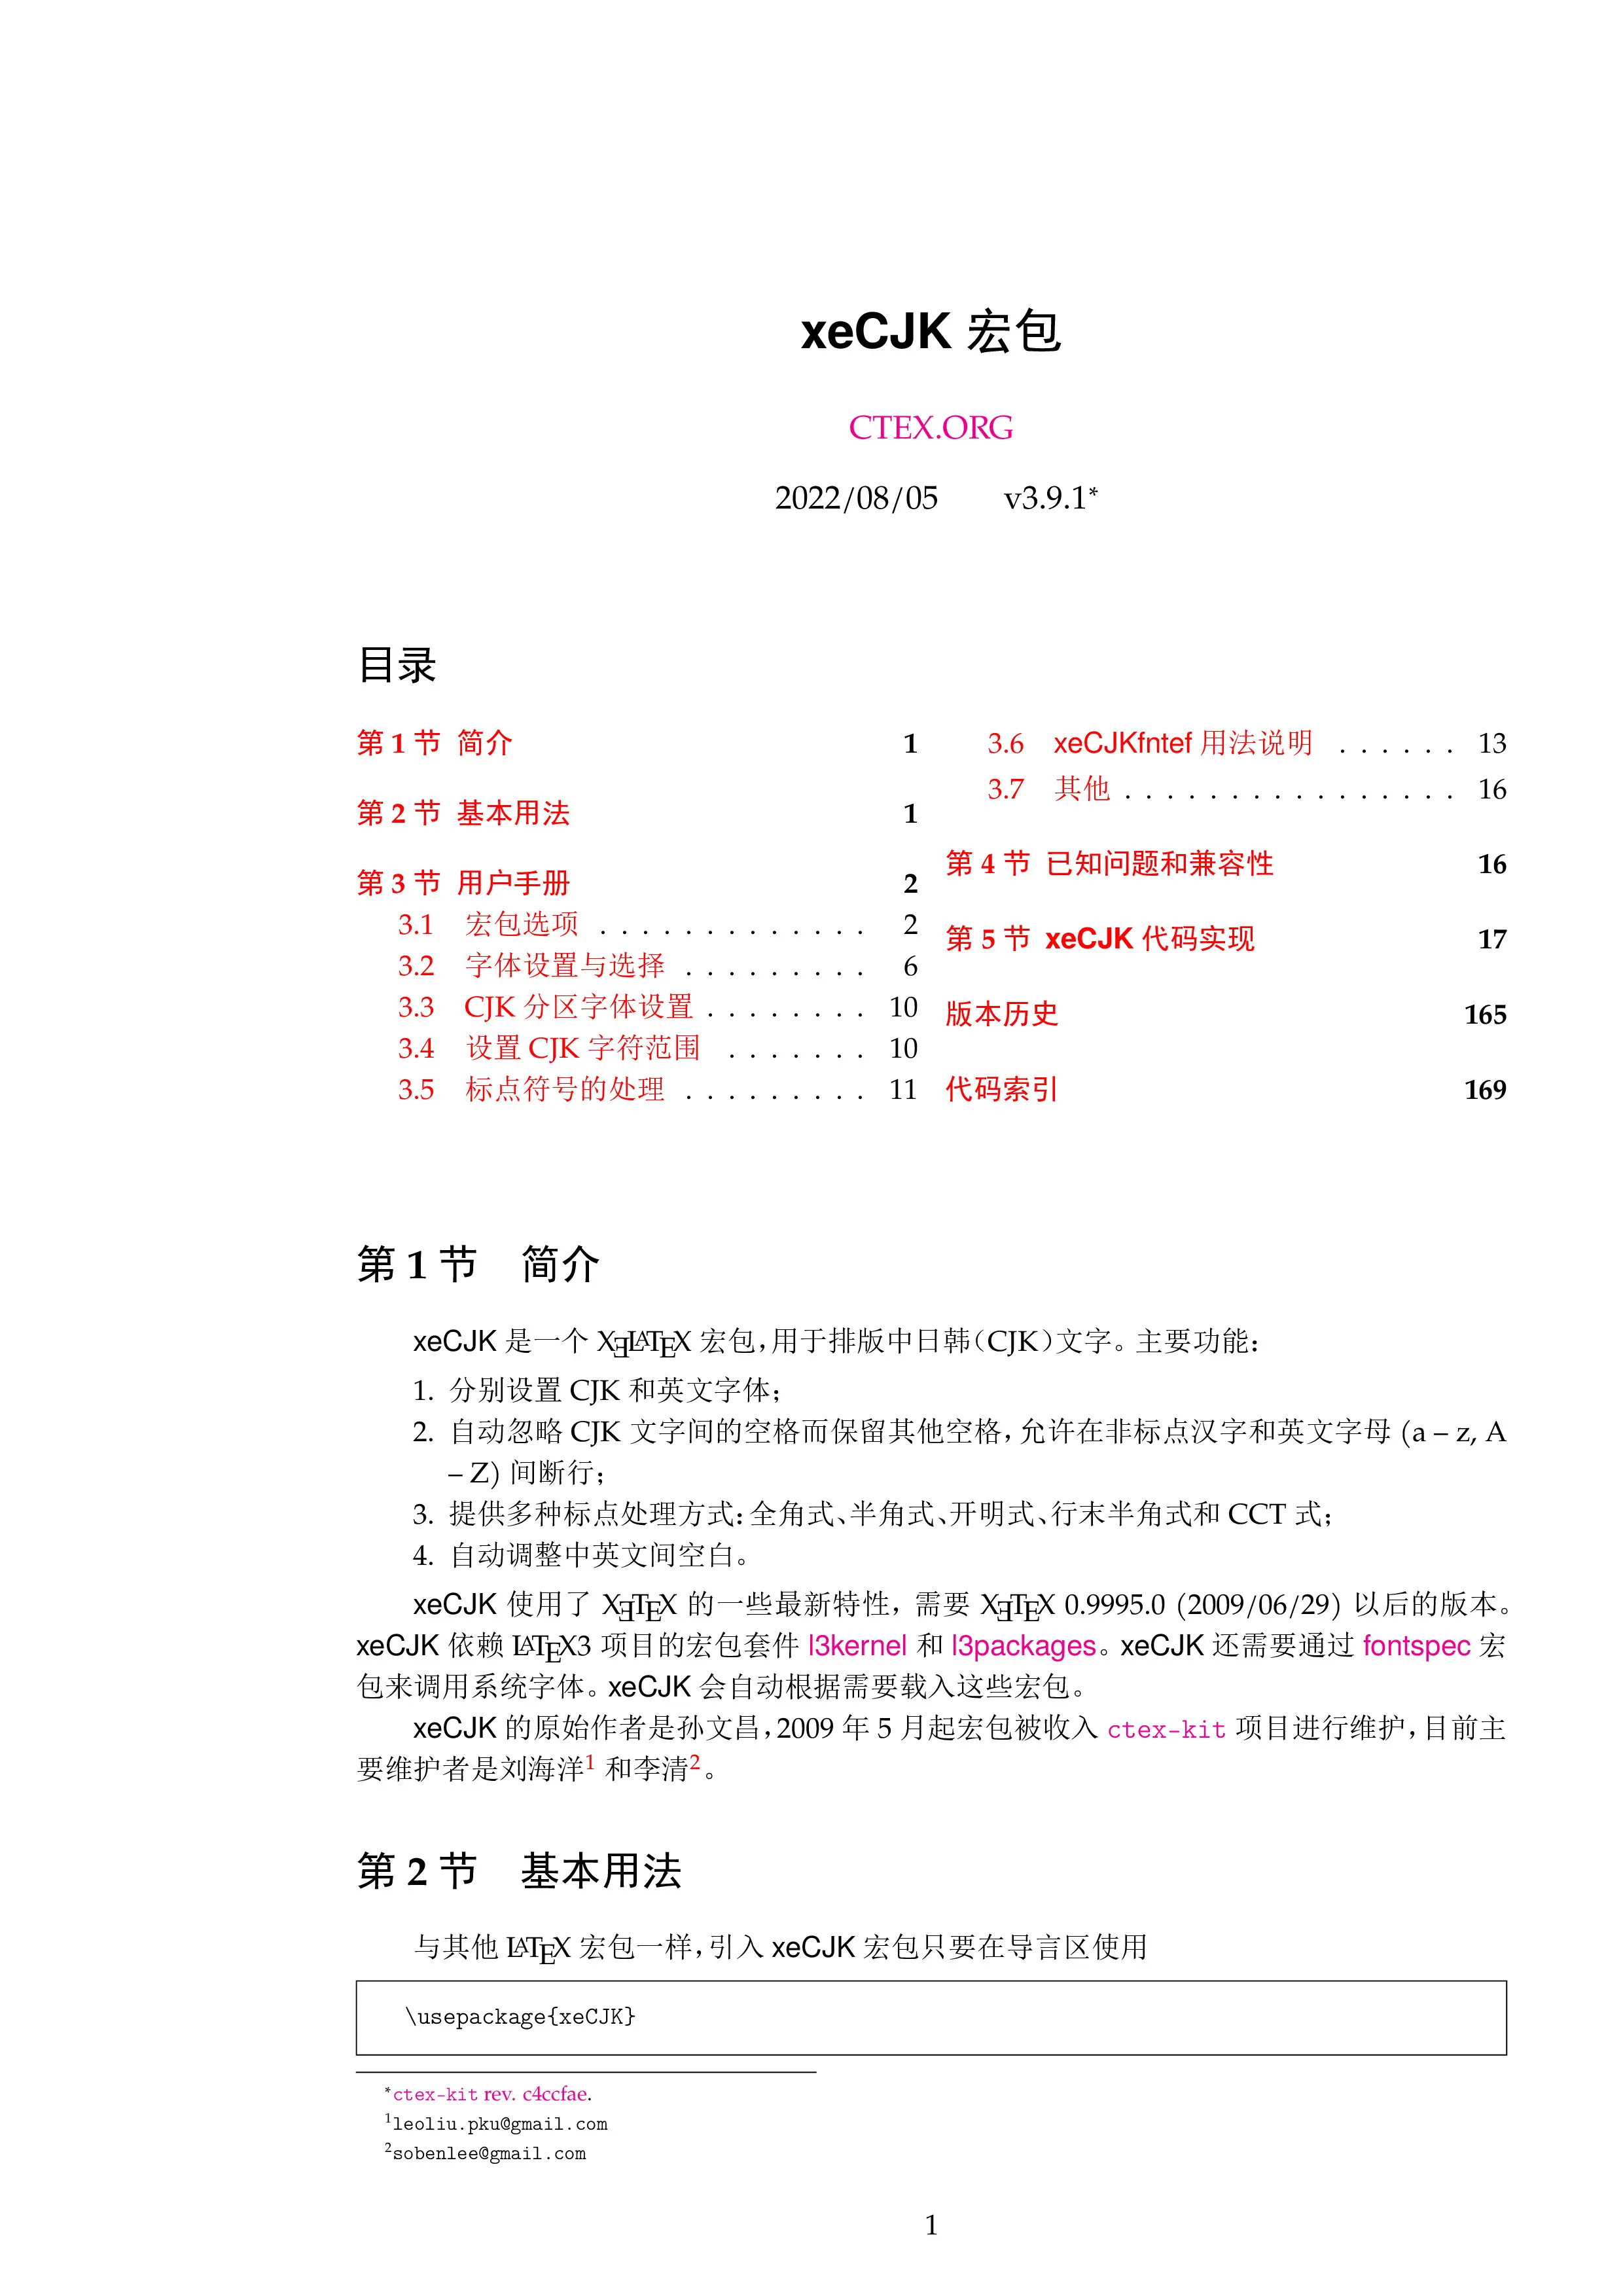 xeCJK 宏包
CTEX.ORG
2022/08/05 v3.9.1*
目录
第 1 节 简介 1
第 2 节 基本用法 1
第 3 节 用户手册 2
3.1 宏包选项 . . . . . . . . . . . . . 2
3.2 字体设置与选择 . . . . . . . . . 6
3.3 CJK 分区字体设置 . . . . . . . . 10
3.4 设置 CJK 字符范围 . . . . . . . 10
3.5 标点符号的处理 . . . . . . . . . 11
3.6 xeCJKfntef 用法说明 . . . . . . 13
3.7 其他 . . . . . . . . . . . . . . . . 16
第 4 节 已知问题和兼容性 16
第 5 节 xeCJK 代码实现 17
版本历史 165
代码索引 169
第 1 节 简介
xeCJK 是一个 XƎLATEX 宏包，用于排版中日韩（CJK）文字。主要功能：
1. 分别设置 CJK 和英文字体；
2. 自动忽略 CJK 文字间的空格而保留其他空格，允许在非标点汉字和英文字母 (a – z, A
– Z) 间断行；
3. 提供多种标点处理方式：全角式、半角式、开明式、行末半角式和 CCT 式；
4. 自动调整中英文间空白。
xeCJK 使用了 XƎTEX 的一些最新特性，需要 XƎTEX 0.9995.0 (2009/06/29) 以后的版本。
xeCJK 依赖 LATEX3 项目的宏包套件 l3kernel 和 l3packages。xeCJK 还需要通过 fontspec 宏
包来调用系统字体。xeCJK 会自动根据需要载入这些宏包。
xeCJK 的原始作者是孙文昌，2009 年 5 月起宏包被收入 ctex-kit 项目进行维护，目前主
要维护者是刘海洋1 和李清2。
第 2 节 基本用法
与其他 LATEX 宏包一样，引入 xeCJK 宏包只要在导言区使用
\usepackage{xeCJK}
*ctex-kit rev. c4ccfae.
1leoliu.pku@gmail.com
2sobenlee@gmail.com
1